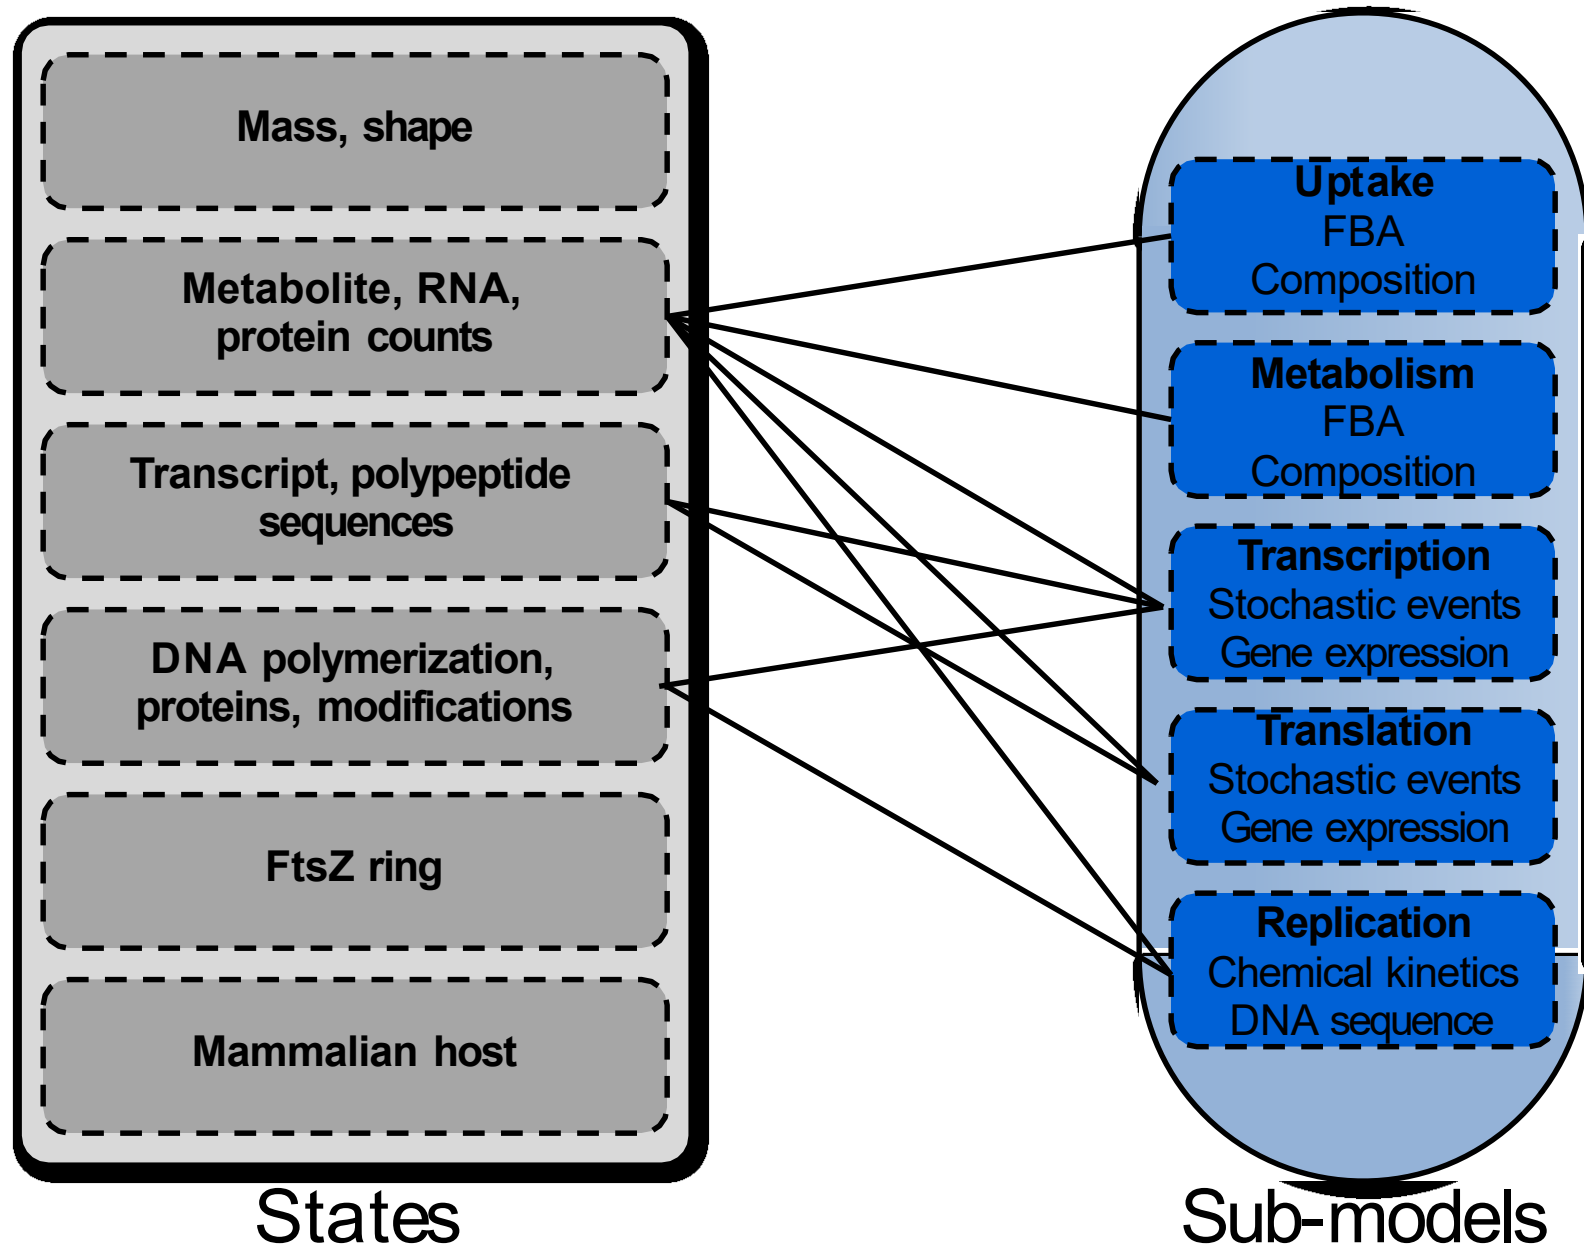 Mass, shape
Metabolite, RNA,
protein counts
Transcript, polypeptide
sequences
DNA polymerization,
proteins, modifications
FtsZ ring
Mammalian host
States
Uptake
FBA
Composition
Metabolism
FBA
Composition
Transcription
Stochastic events
Gene expression
Translation
Stochastic events
Gene expression
Replication
Chemical kinetics
DNA sequence
Sub-models